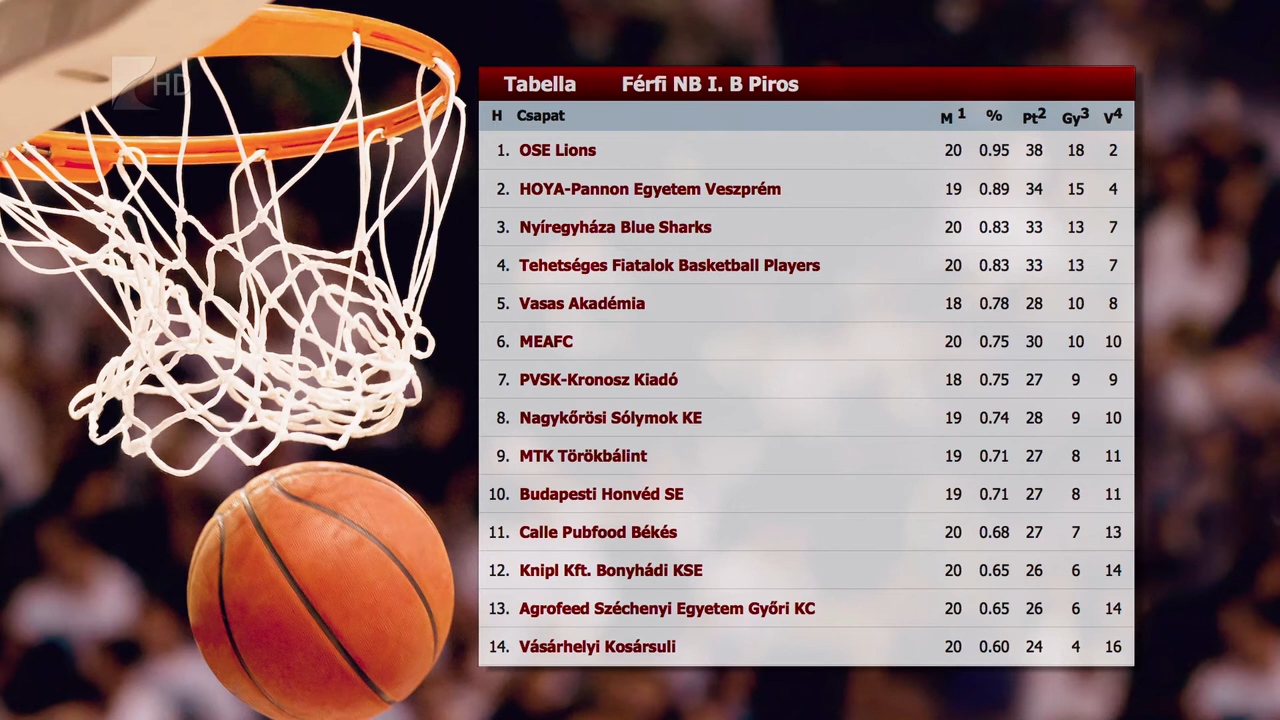 HD
Tabella Férfi NB I. B Piros
H Csapat M 1 % Pt2 Gy3 V4
1. OSE Lions 20 0.95 38 18 2
2. HOYA-Pannon Egyetem Veszprém 19 0.89 34 15 4
3. Nyíregyháza Blue Sharks 20 0.83 33 13 7
4. Tehetséges Fiatalok Basketball Players 20 0.83 33 13 7
5. Vasas Akadémia 18 0.78 28 10 8
6. MEAFC 20 0.75 30 10 10
7. PVSK-Kronosz Kiadó 18 0.75 27 9 9
8. Nagykőrösi Sólymok KE 19 0.74 28 9 10
9. MTK Törökbálint 19 0.71 27 8 11
10. Budapesti Honvéd SE 19 0.71 27 8 11
11. Calle Pubfood Békés 20 0.68 27 7 13
12. Knipl Kft. Bonyhádi KSE 20 0.65 26 6 14
13. Agrofeed Széchenyi Egyetem Győri KC 20 0.65 26 6 14
14. Vásárhelyi Kosársuli 20 0.60 24 4 16